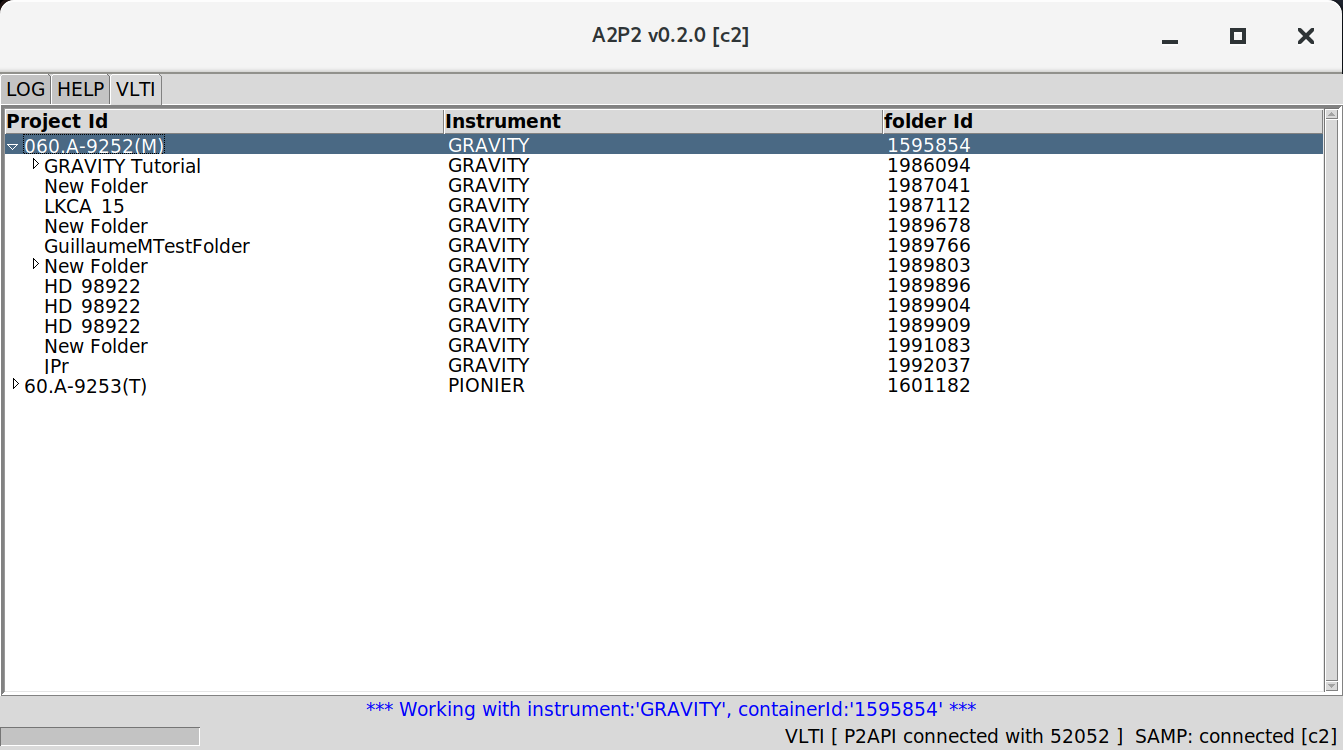 A2P2 v0.2.0 [c2]
LOG HELP VLTI
Project Id Instrument folder Id
060.A-9252(M) GRAVITY 1595854
GRAVITY Tutorial GRAVITY 1986094
New Folder GRAVITY 1987041
LKCA 15 GRAVITY 1987112
New Folder GRAVITY 1989678
GuillaumeMTestFolder GRAVITY 1989766
New Folder GRAVITY 1989803
HD 98922 GRAVITY 1989896
HD 98922 GRAVITY 1989904
HD 98922 GRAVITY 1989909
New Folder GRAVITY 1991083
IPr GRAVITY 1992037
60.A-9253(T) PIONIER 1601182
*** Working with instrument:'GRAVITY', containerId:'1595854' ***
VLTI [ P2API connected with 52052 ] SAMP: connected [c2]